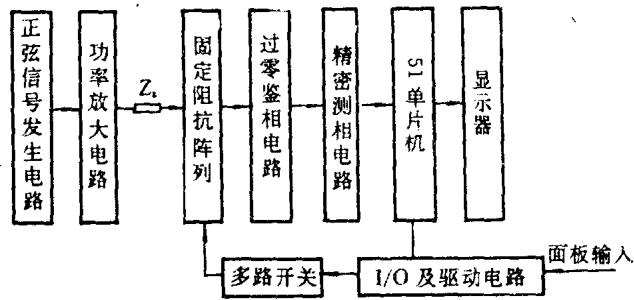 正弦信号发生电路
功率放大电路
Zx
固定阻抗阵列
过零鉴相电路
精密测相电路
51单片机
显示器
多路开关
I/O及驱动电路
面板输入